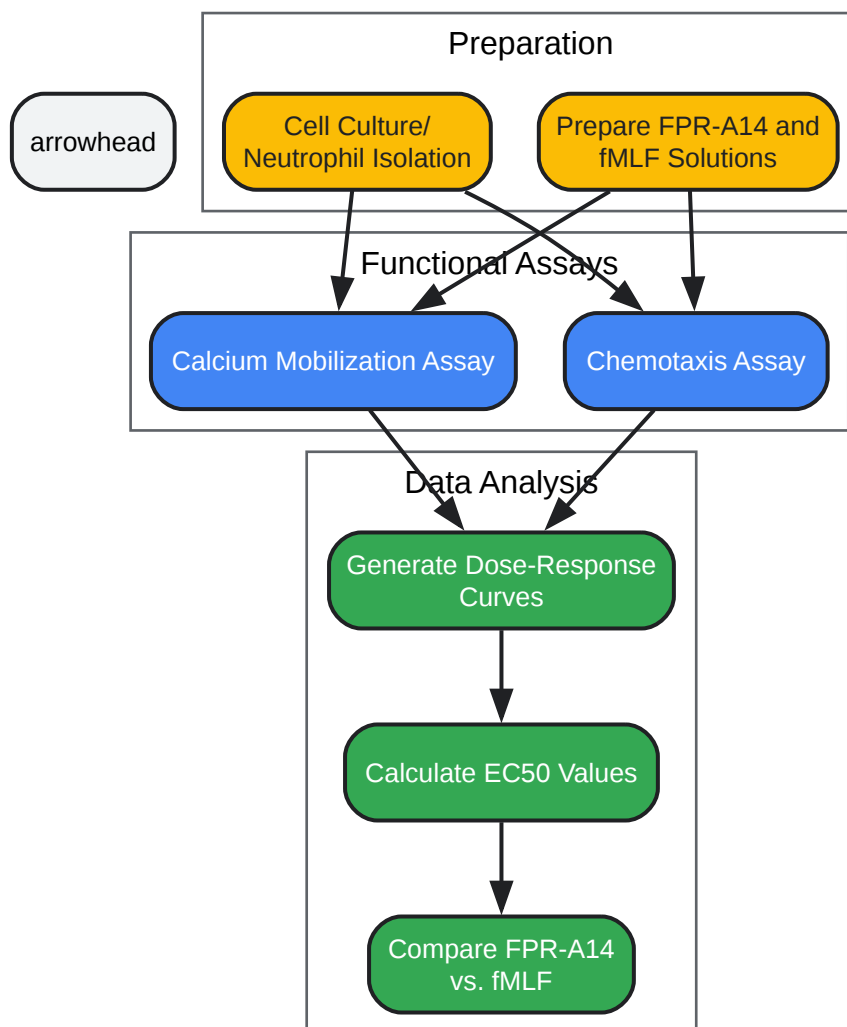 Preparation
arrowhead
Cell Culture/
Neutrophil Isolation
Prepare FPR-A14 and
fMLF Solutions
Functional Assays
Calcium Mobilization Assay
Chemotaxis Assay
Data Analysis
Generate Dose-Response
Curves
Calculate EC50 Values
Compare FPR-A14
vs. fMLF